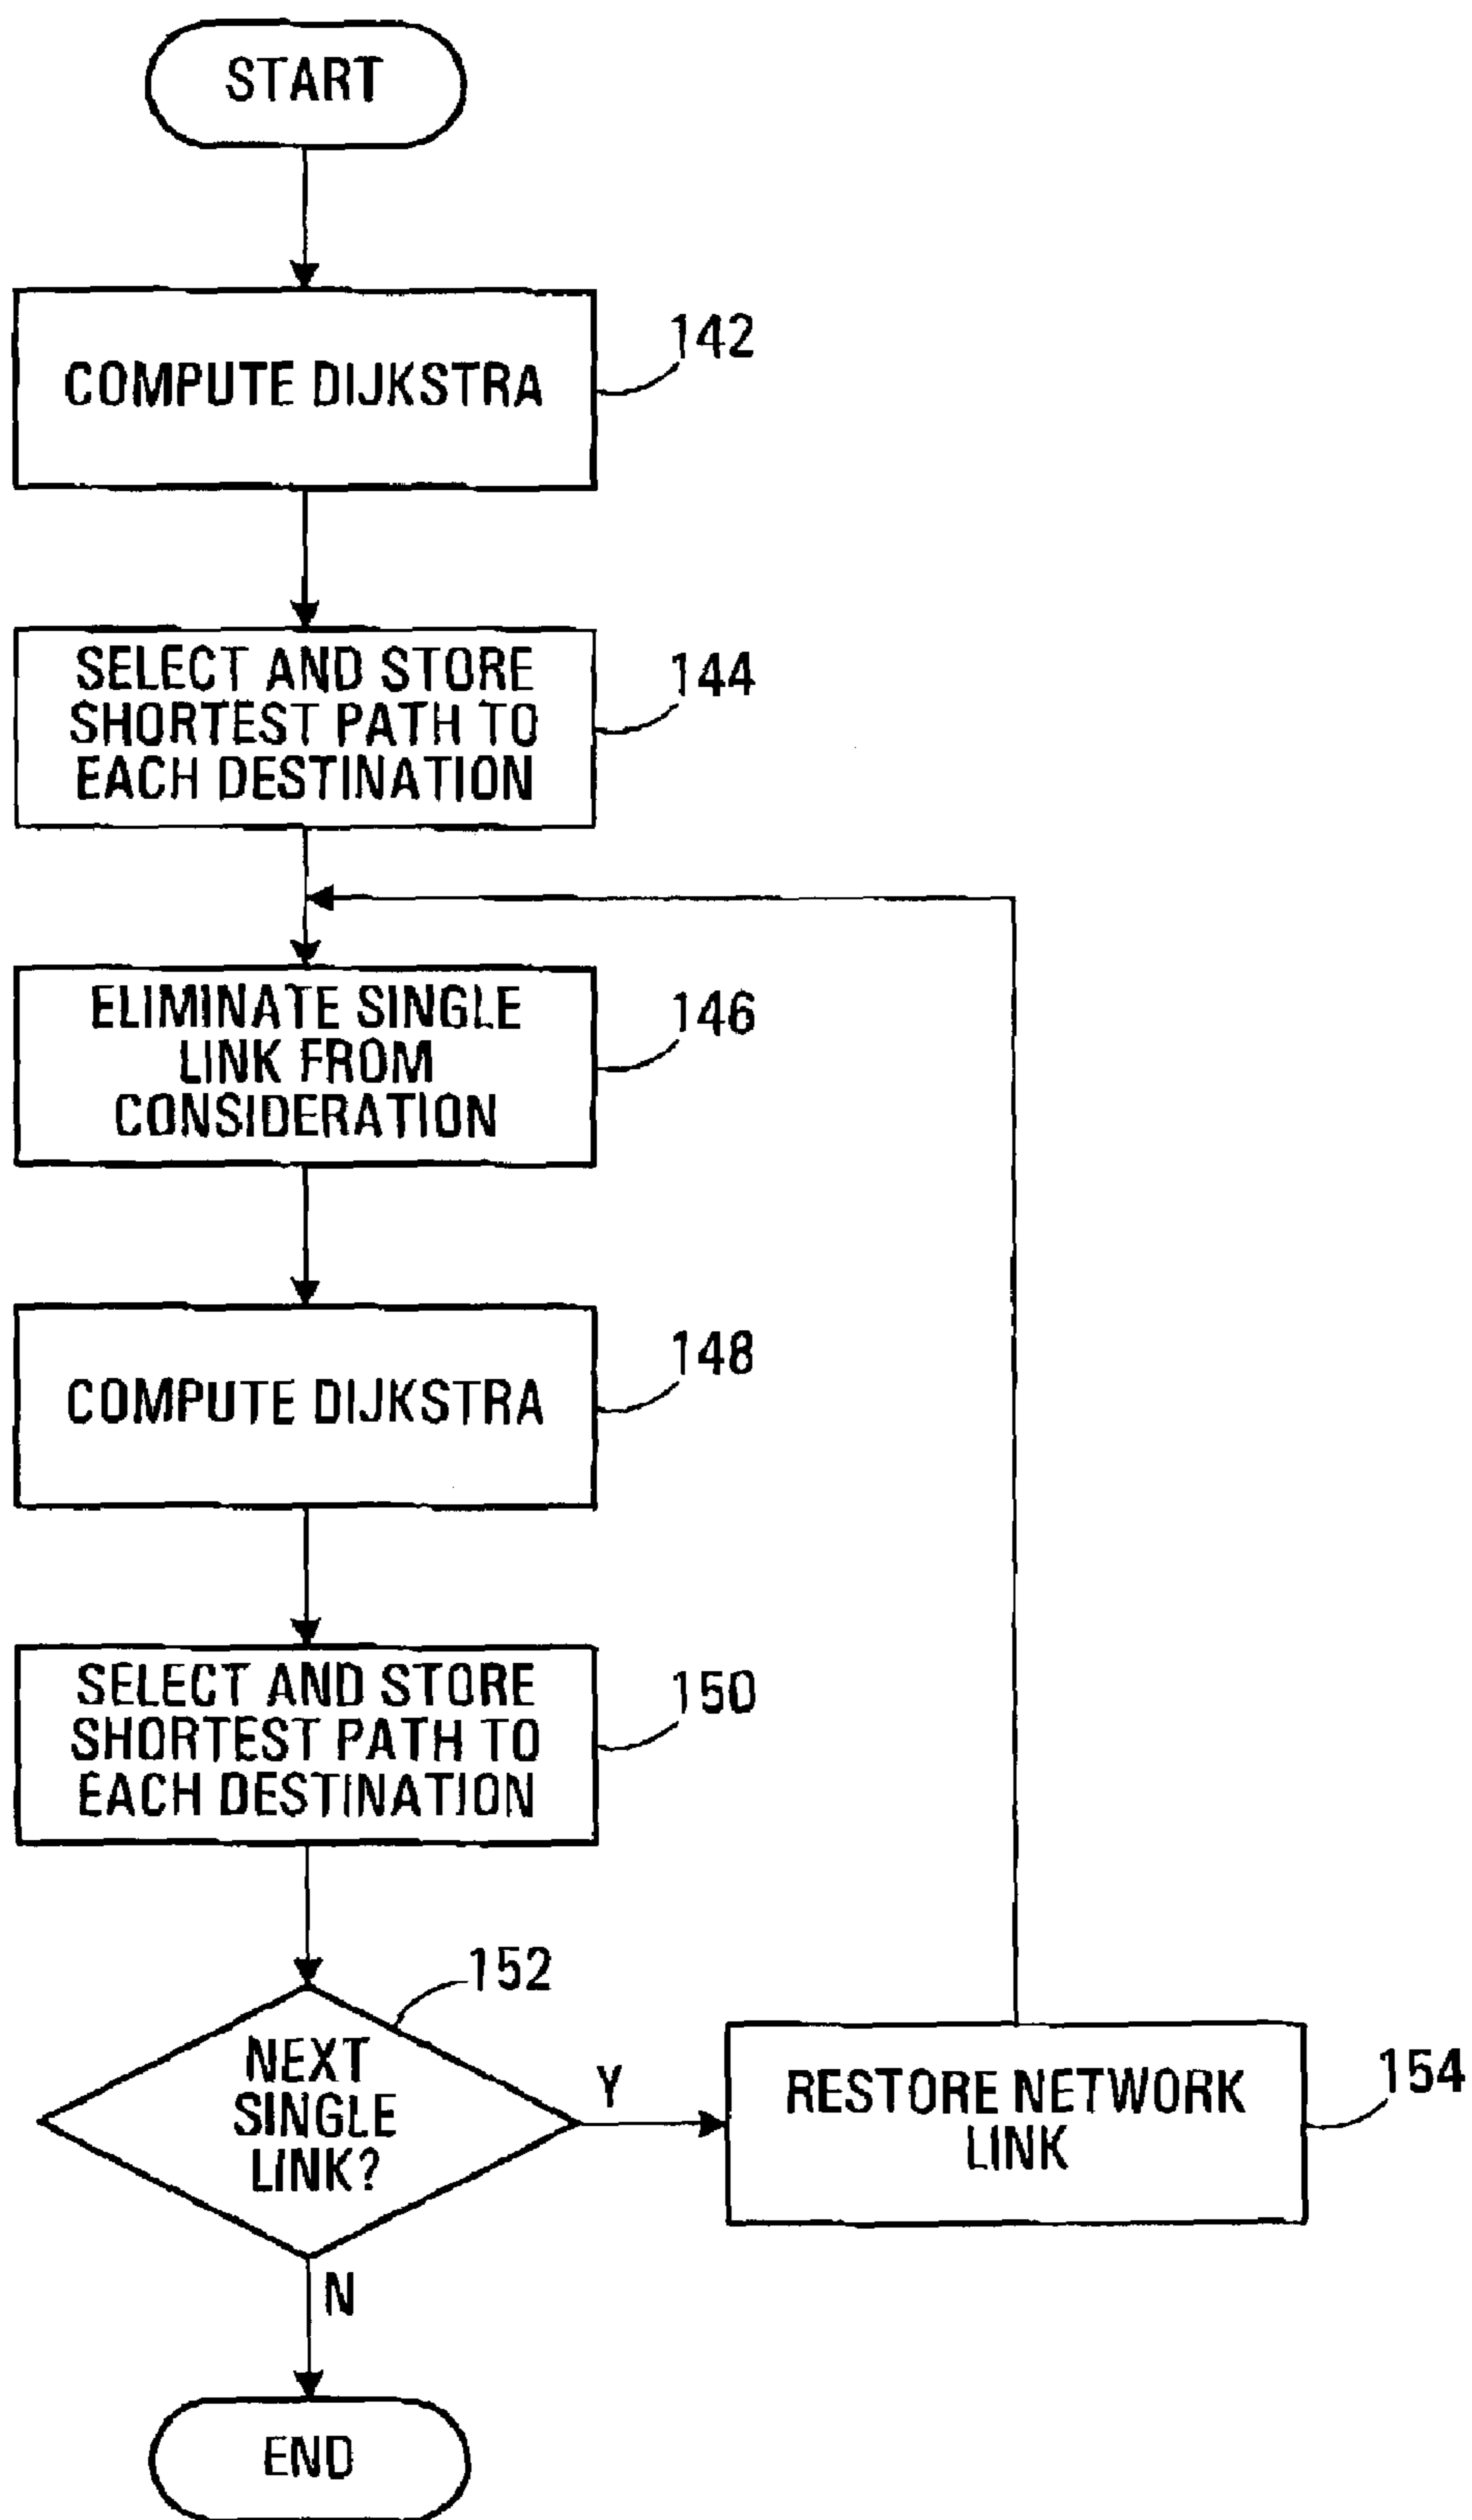 START
COMPUTE DIJKSTRA
142
SELECT AND STORE
SHORTEST PATH TO
EACH DESTINATION
144
ELIMINATE SINGLE
LINK FROM
CONSIDERATION
146
COMPUTE DIJKSTRA
148
SELECT AND STORE
SHORTEST PATH TO
EACH DESTINATION
150
152
NEXT
SINGLE
LINK?
Y
RESTORE NETWORK
LINK
154
N
END